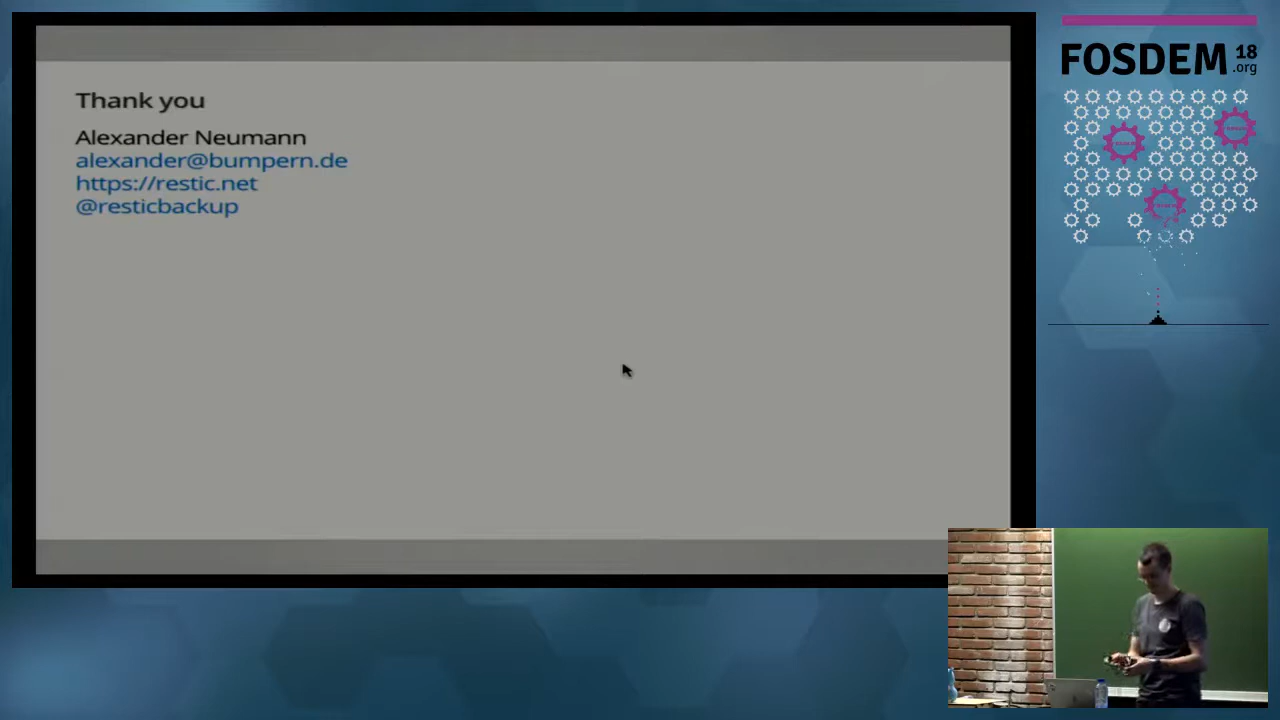 Thank you
Alexander Neumann
alexander@bumpern.de
https://restic.net
@resticbackup
FOSDEM 18
.org